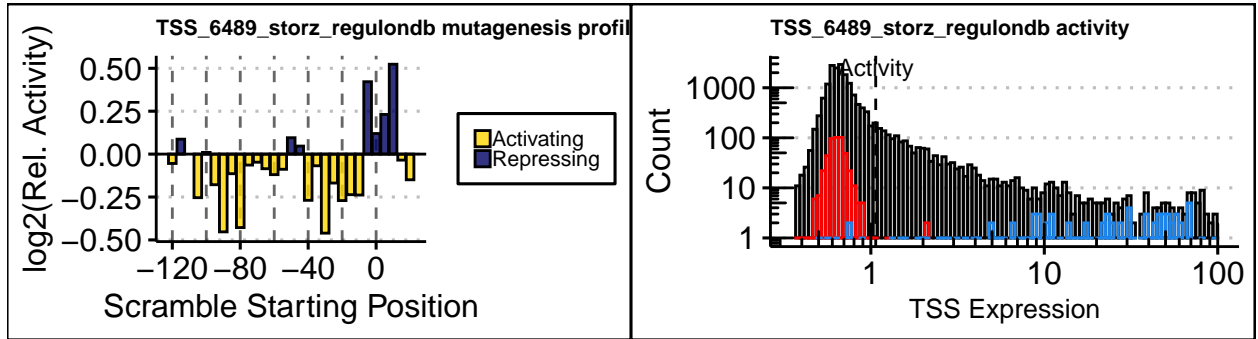 TSS_6489_storz_regulondb mutagenesis profil
log2(Rel. Activity)
0.50
0.25
0.00
−0.25
−0.50
−120 −80 −40 0
Scramble Starting Position
Activating
Repressing
TSS_6489_storz_regulondb activity
Activity
Count
1000
100
10
1
1 10 100
TSS Expression